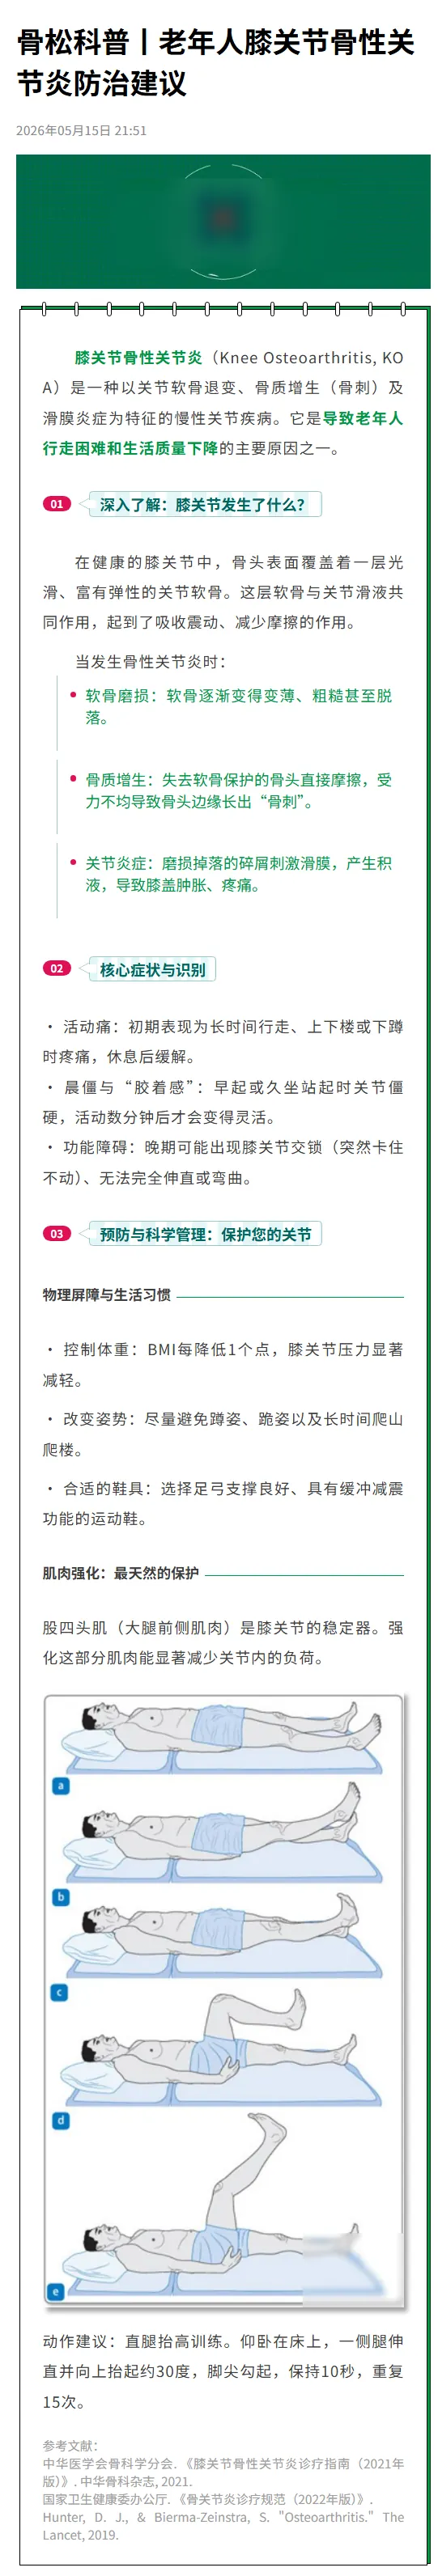 骨松科普丨老年人膝关节骨性关
节炎防治建议
2026年05月15日 21:51
膝关节骨性关节炎（Knee Osteoarthritis, KO
A）是一种以关节软骨退变、骨质增生（骨刺）及
滑膜炎症为特征的慢性关节疾病。它是导致老年人
行走困难和生活质量下降的主要原因之一。
01 深入了解：膝关节发生了什么？
在健康的膝关节中，骨头表面覆盖着一层光
滑、富有弹性的关节软骨。这层软骨与关节滑液共
同作用，起到了吸收震动、减少摩擦的作用。
当发生骨性关节炎时：
• 软骨磨损：软骨逐渐变得变薄、粗糙甚至脱
落。
• 骨质增生：失去软骨保护的骨头直接摩擦，受
力不均导致骨头边缘长出“骨刺”。
• 关节炎症：磨损掉落的碎屑刺激滑膜，产生积
液，导致膝盖肿胀、疼痛。
02 核心症状与识别
• 活动痛：初期表现为长时间行走、上下楼或下蹲
时疼痛，休息后缓解。
• 晨僵与“胶着感”：早起或久坐站起时关节僵
硬，活动数分钟后才会变得灵活。
• 功能障碍：晚期可能出现膝关节交锁（突然卡住
不动）、无法完全伸直或弯曲。
03 预防与科学管理：保护您的关节
物理屏障与生活习惯
• 控制体重：BMI每降低1个点，膝关节压力显著
减轻。
• 改变姿势：尽量避免蹲姿、跪姿以及长时间爬山
爬楼。
• 合适的鞋具：选择足弓支撑良好、具有缓冲减震
功能的运动鞋。
肌肉强化：最天然的保护
股四头肌（大腿前侧肌肉）是膝关节的稳定器。强
化这部分肌肉能显著减少关节内的负荷。
a
b
c
d
e
动作建议：直腿抬高训练。仰卧在床上，一侧腿伸
直并向上抬起约30度，脚尖勾起，保持10秒，重复
15次。
参考文献：
中华医学会骨科学分会.《膝关节骨性关节炎诊疗指南（2021年
版）》. 中华骨科杂志, 2021.
国家卫生健康委办公厅.《骨关节炎诊疗规范（2022年版）》.
Hunter, D. J., & Bierma-Zeinstra, S. "Osteoarthritis." The
Lancet, 2019.